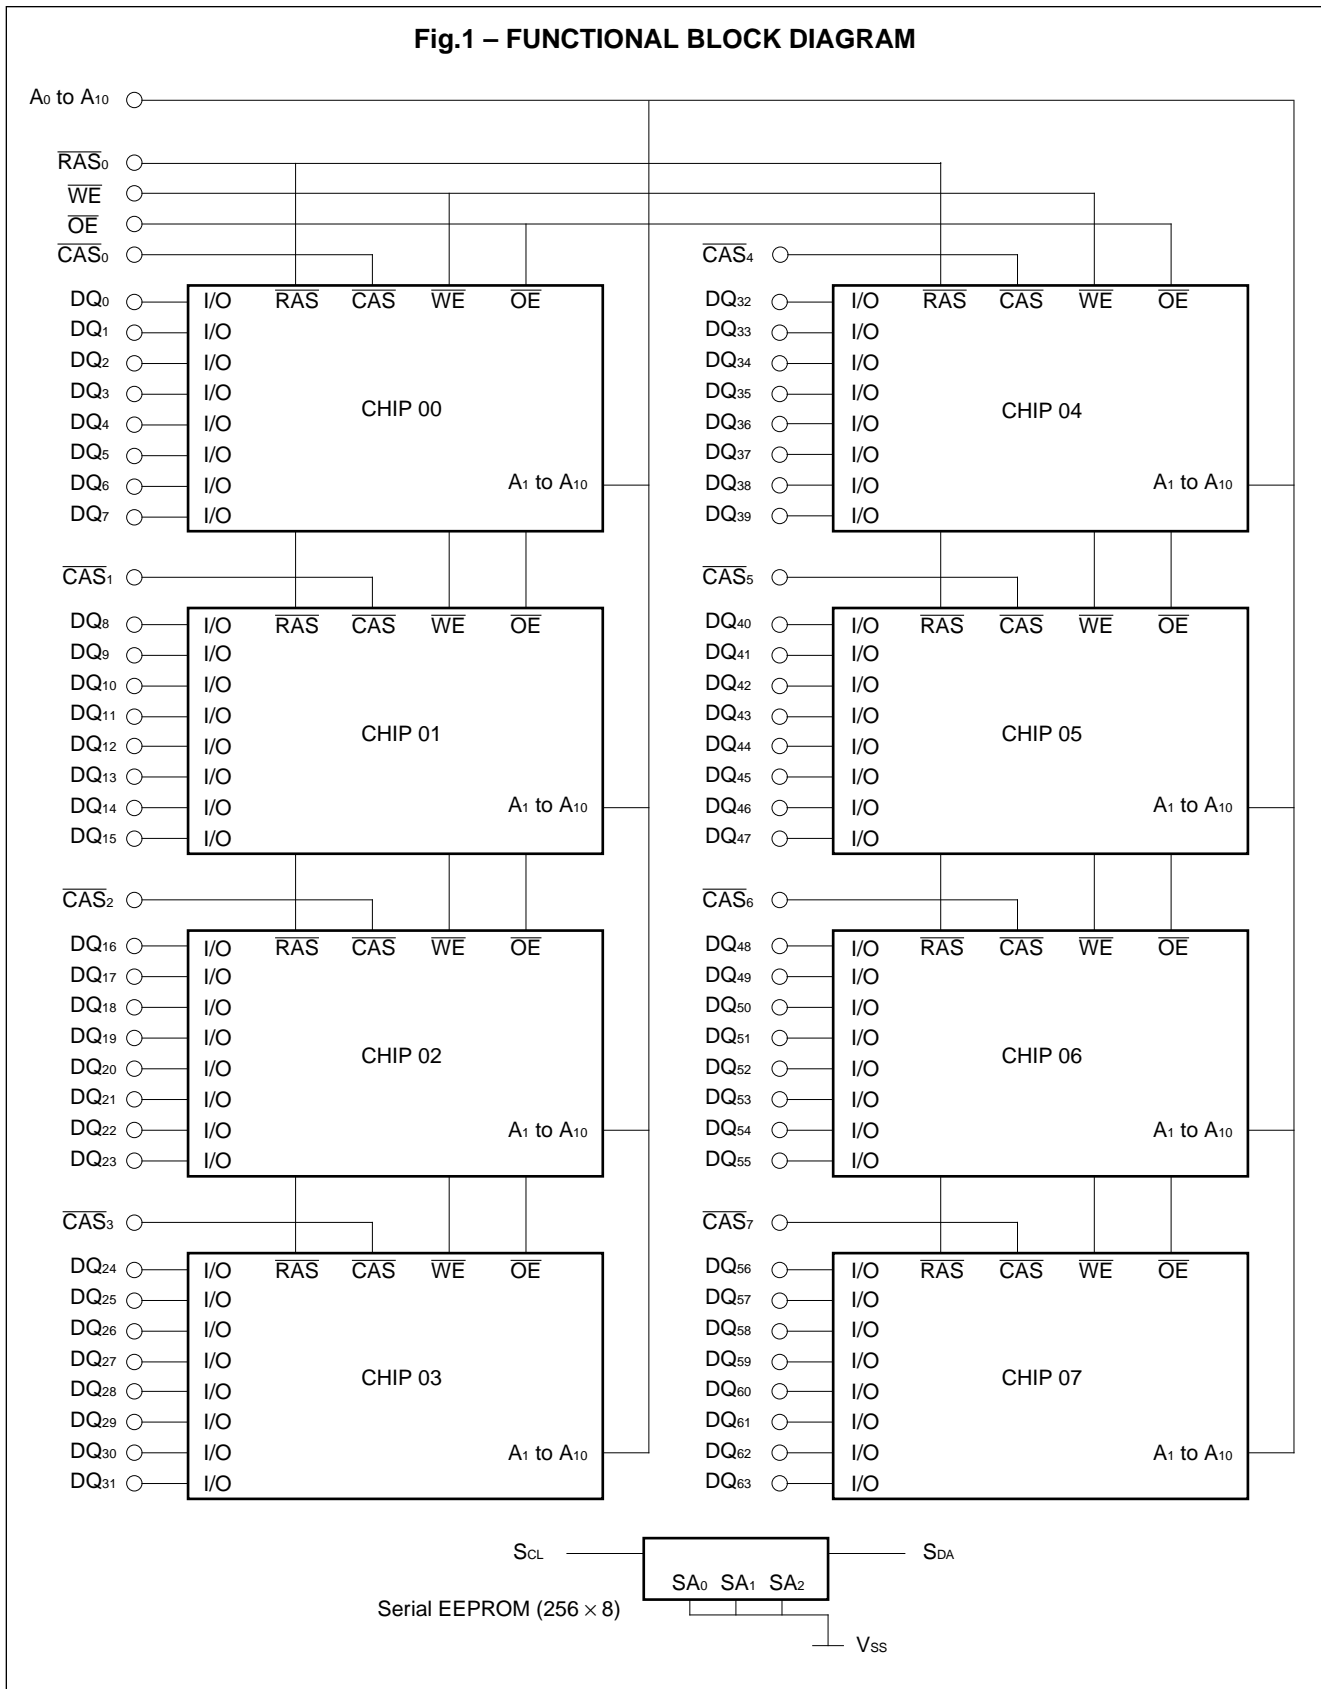 Fig.1 – FUNCTIONAL BLOCK DIAGRAM
A0 to A10
RAS0
WE
OE
CAS0
DQ0 I/O RAS CAS WE OE
DQ1 I/O
DQ2 I/O
DQ3 I/O
CHIP 00
DQ4 I/O
DQ5 I/O
DQ6 I/O A1 to A10
DQ7 I/O
CAS1
DQ8 I/O RAS CAS WE OE
DQ9 I/O
DQ10 I/O
DQ11 I/O
CHIP 01
DQ12 I/O
DQ13 I/O
DQ14 I/O A1 to A10
DQ15 I/O
CAS2
DQ16 I/O RAS CAS WE OE
DQ17 I/O
DQ18 I/O
DQ19 I/O
CHIP 02
DQ20 I/O
DQ21 I/O
DQ22 I/O A1 to A10
DQ23 I/O
CAS3
DQ24 I/O RAS CAS WE OE
DQ25 I/O
DQ26 I/O
DQ27 I/O
CHIP 03
DQ28 I/O
DQ29 I/O
DQ30 I/O A1 to A10
DQ31 I/O
CAS4
DQ32 I/O RAS CAS WE OE
DQ33 I/O
DQ34 I/O
DQ35 I/O
CHIP 04
DQ36 I/O
DQ37 I/O
DQ38 I/O A1 to A10
DQ39 I/O
CAS5
DQ40 I/O RAS CAS WE OE
DQ41 I/O
DQ42 I/O
DQ43 I/O
CHIP 05
DQ44 I/O
DQ45 I/O
DQ46 I/O A1 to A10
DQ47 I/O
CAS6
DQ48 I/O RAS CAS WE OE
DQ49 I/O
DQ50 I/O
DQ51 I/O
CHIP 06
DQ52 I/O
DQ53 I/O
DQ54 I/O A1 to A10
DQ55 I/O
CAS7
DQ56 I/O RAS CAS WE OE
DQ57 I/O
DQ58 I/O
DQ59 I/O
CHIP 07
DQ60 I/O
DQ61 I/O
DQ62 I/O A1 to A10
DQ63 I/O
SCL SDA
SA0 SA1 SA2
Serial EEPROM (256 × 8)
VSS